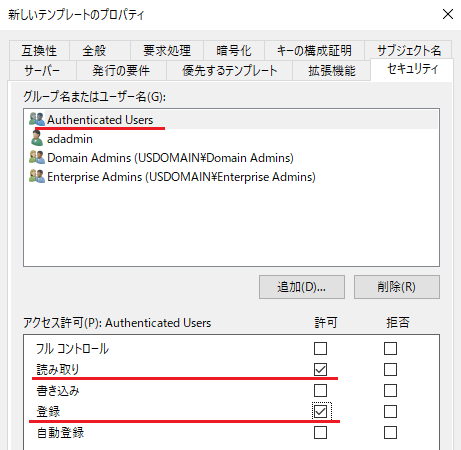 新しいテンプレートのプロパティ
互換性 全般 要求処理 暗号化 キーの構成証明 サブジェクト名
サーバー 発行の要件 優先するテンプレート 拡張機能 セキュリティ
グループ名またはユーザー名(G):
Authenticated Users
adadmin
Domain Admins (USDOMAIN¥Domain Admins)
Enterprise Admins (USDOMAIN¥Enterprise Admins)
追加(D)... 削除(R)
アクセス許可(P): Authenticated Users 許可 拒否
フル コントロール
読み取り
書き込み
登録
自動登録